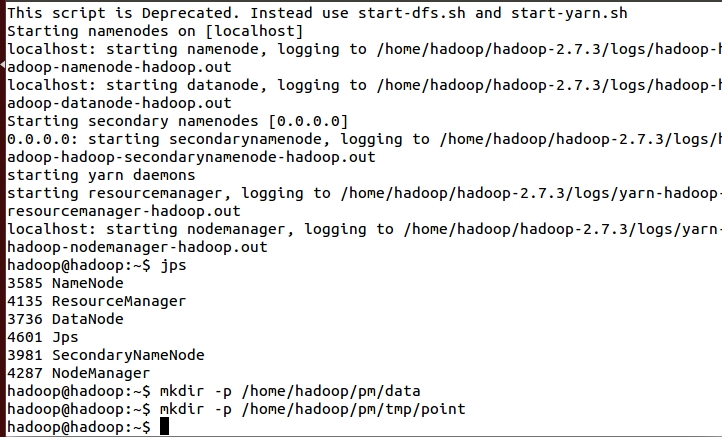 This script is Deprecated. Instead use start-dfs.sh and start-yarn.sh
Starting namenodes on [localhost]
localhost: starting namenode, logging to /home/hadoop/hadoop-2.7.3/logs/hadoop-h
adoop-namenode-hadoop.out
localhost: starting datanode, logging to /home/hadoop/hadoop-2.7.3/logs/hadoop-h
adoop-datanode-hadoop.out
Starting secondary namenodes [0.0.0.0]
0.0.0.0: starting secondarynamenode, logging to /home/hadoop/hadoop-2.7.3/logs/h
adoop-hadoop-secondarynamenode-hadoop.out
starting yarn daemons
starting resourcemanager, logging to /home/hadoop/hadoop-2.7.3/logs/yarn-hadoop-
resourcemanager-hadoop.out
localhost: starting nodemanager, logging to /home/hadoop/hadoop-2.7.3/logs/yarn-
hadoop-nodemanager-hadoop.out
hadoop@hadoop:~$ jps
3585 NameNode
4135 ResourceManager
3736 DataNode
4601 Jps
3981 SecondaryNameNode
4287 NodeManager
hadoop@hadoop:~$ mkdir -p /home/hadoop/pm/data
hadoop@hadoop:~$ mkdir -p /home/hadoop/pm/tmp/point
hadoop@hadoop:~$